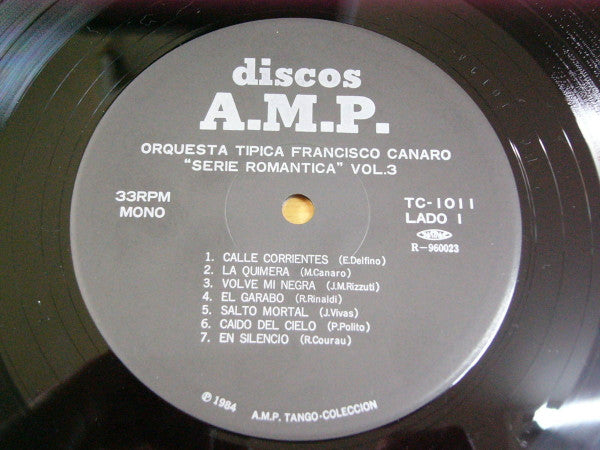 discos
A.M.P.
ORQUESTA TIPICA FRANCISCO CANARO
"SERIE ROMANTICA" VOL.3
33RPM
MONO
TC-1011
LADO 1
R-960023
1. CALLE CORRIENTES (E.Delfino)
2. LA QUIMERA (M.Canaro)
3. VOLVE MI NEGRA (J.M.Rizzuti)
4. EL GARABO (R.Rinaldi)
5. SALTO MORTAL (J.Vivas)
6. CAIDO DEL CIELO (P.Polito)
7. EN SILENCIO (R.Courau)
Ⓟ 1984 A.M.P. TANGO-COLECCION